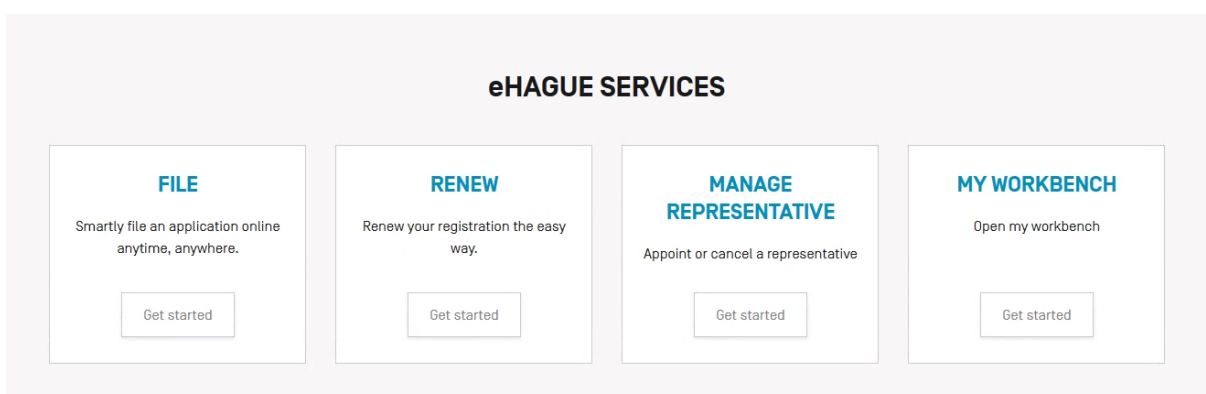 eHAGUE SERVICES
FILE
Smartly file an application online
anytime, anywhere.
Get started
RENEW
Renew your registration the easy
way.
Get started
MANAGE
REPRESENTATIVE
Appoint or cancel a representative
Get started
MY WORKBENCH
Open my workbench
Get started